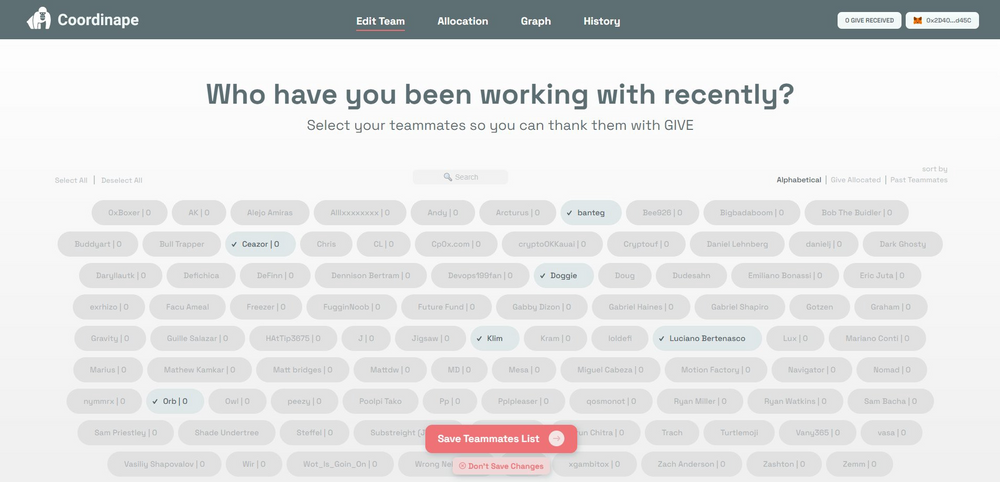 Coordinape
Edit Team Allocation Graph History
0 GIVE RECEIVED 0x2D40...d45C
Who have you been working with recently?
Select your teammates so you can thank them with GIVE
sort by
Select All | Deselect All Search Alphabetical | Give Allocated | Past Teammates
0xBoxer | 0 AK | 0 Alejo Amiras Alllxxxxxxxx | 0 Andy | 0 Arcturus | 0 ✓ banteg Bee926 | 0 Bigbadaboom | 0 Bob The Buidler | 0
Buddyart | 0 Bull Trapper ✓ Ceazor | 0 Chris CL | 0 Cp0x.com | 0 cryptoOKKauai | 0 Cryptouf | 0 Daniel Lehnberg danielj | 0 Dark Ghosty
Daryllautk | 0 Defichica DeFinn | 0 Dennison Bertram | 0 Devops199fan | 0 ✓ Doggie Doug Dudesahn Emiliano Bonassi | 0 Eric Juta | 0
exrhizo | 0 Facu Ameal Freezer | 0 FugginNoob | 0 Future Fund | 0 Gabby Dizon | 0 Gabriel Haines | 0 Gabriel Shapiro Gotzen Graham | 0
Gravity | 0 Guille Salazar | 0 HAtTip3675 | 0 J | 0 Jigsaw | 0 ✓ Klim Kram | 0 loldefi ✓ Luciano Bertenasco Lux | 0 Mariano Conti | 0
Marius | 0 Mathew Kamkar | 0 Matt bridges | 0 Mattdw | 0 MD | 0 Mesa | 0 Miguel Cabeza | 0 Motion Factory | 0 Navigator | 0 Nomad | 0
nymmrx | 0 ✓ Orb | 0 Owl | 0 peezy | 0 Poolpi Tako Pp | 0 Pplpleaser | 0 qosmonot | 0 Ryan Miller | 0 Ryan Watkins | 0 Sam Bacha | 0
Sam Priestley | 0 Shade Undertree Steffel | 0 Substreight (J Chitra | 0 Trach Turtlemoji Vany365 | 0 vasa | 0
Save Teammates List
Vasiliy Shapovalov | 0 Wir | 0 Wot_Is_Goin_On | 0 Wrong xgambitox | 0 Zach Anderson | 0 Zashton | 0 Zemm | 0
Don't Save Changes